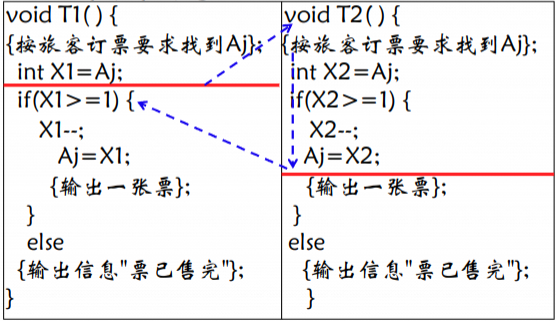 void T1( ) {
{按旅客订票要求找到Aj};
int X1=Aj;
if(X1>=1) {
X1--;
Aj=X1;
{输出一张票};
}
else
{输出信息"票已售完"};
}
void T2( ) {
{按旅客订票要求找到Aj};
int X2=Aj;
if(X2>=1) {
X2--;
Aj=X2;
{输出一张票};
}
else
{输出信息"票已售完"};
}